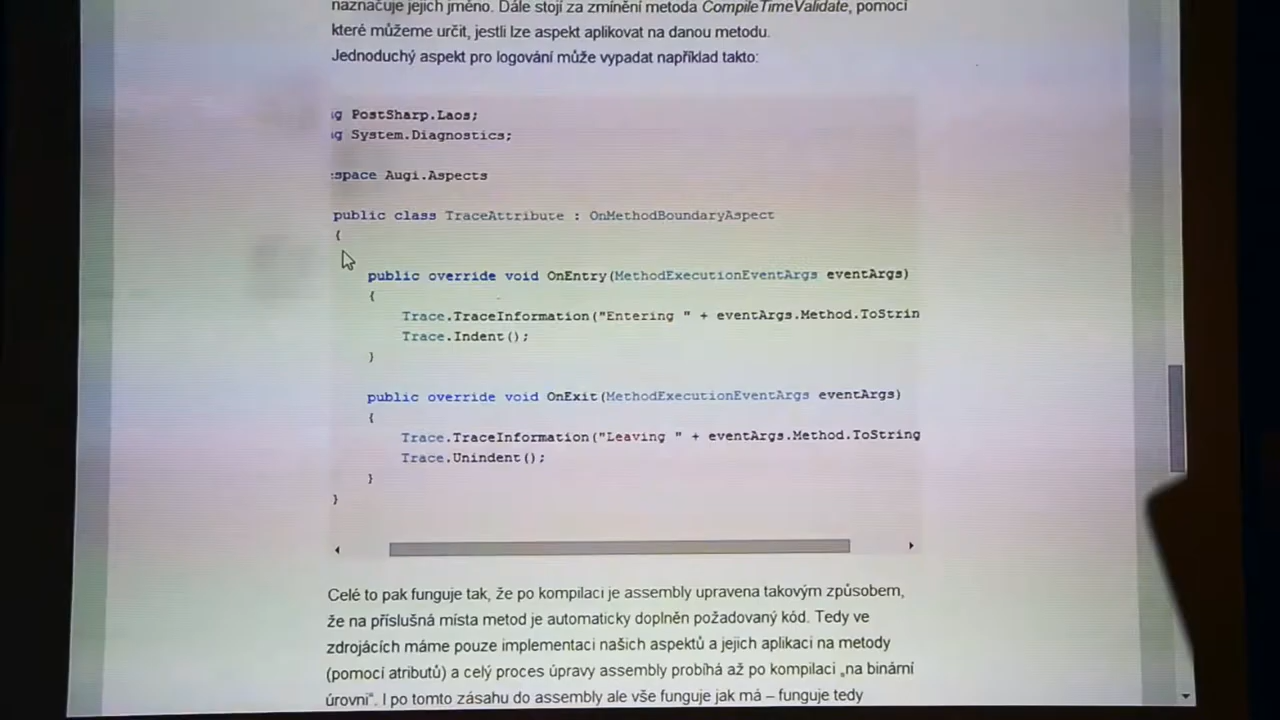 naznačuje jejich jméno. Dále stojí za zmínění metoda CompileTimeValidate, pomocí
které můžeme určit, jestli lze aspekt aplikovat na danou metodu.
Jednoduchý aspekt pro logování může vypadat například takto:
g PostSharp.Laos;
g System.Diagnostics;
space Augi.Aspects
public class TraceAttribute : OnMethodBoundaryAspect
{
public override void OnEntry(MethodExecutionEventArgs eventArgs)
{
Trace.TraceInformation("Entering " + eventArgs.Method.ToStrin
Trace.Indent();
}
public override void OnExit(MethodExecutionEventArgs eventArgs)
{
Trace.TraceInformation("Leaving " + eventArgs.Method.ToString
Trace.Unindent();
}
}
Celé to pak funguje tak, že po kompilaci je assembly upravena takovým způsobem,
že na příslušná místa metod je automaticky doplněn požadovaný kód. Tedy ve
zdrojácích máme pouze implementaci našich aspektů a jejich aplikaci na metody
(pomocí atributů) a celý proces úpravy assembly probíhá až po kompilaci „na binární
úrovni“. I po tomto zásahu do assembly ale vše funguje jak má – funguje tedy